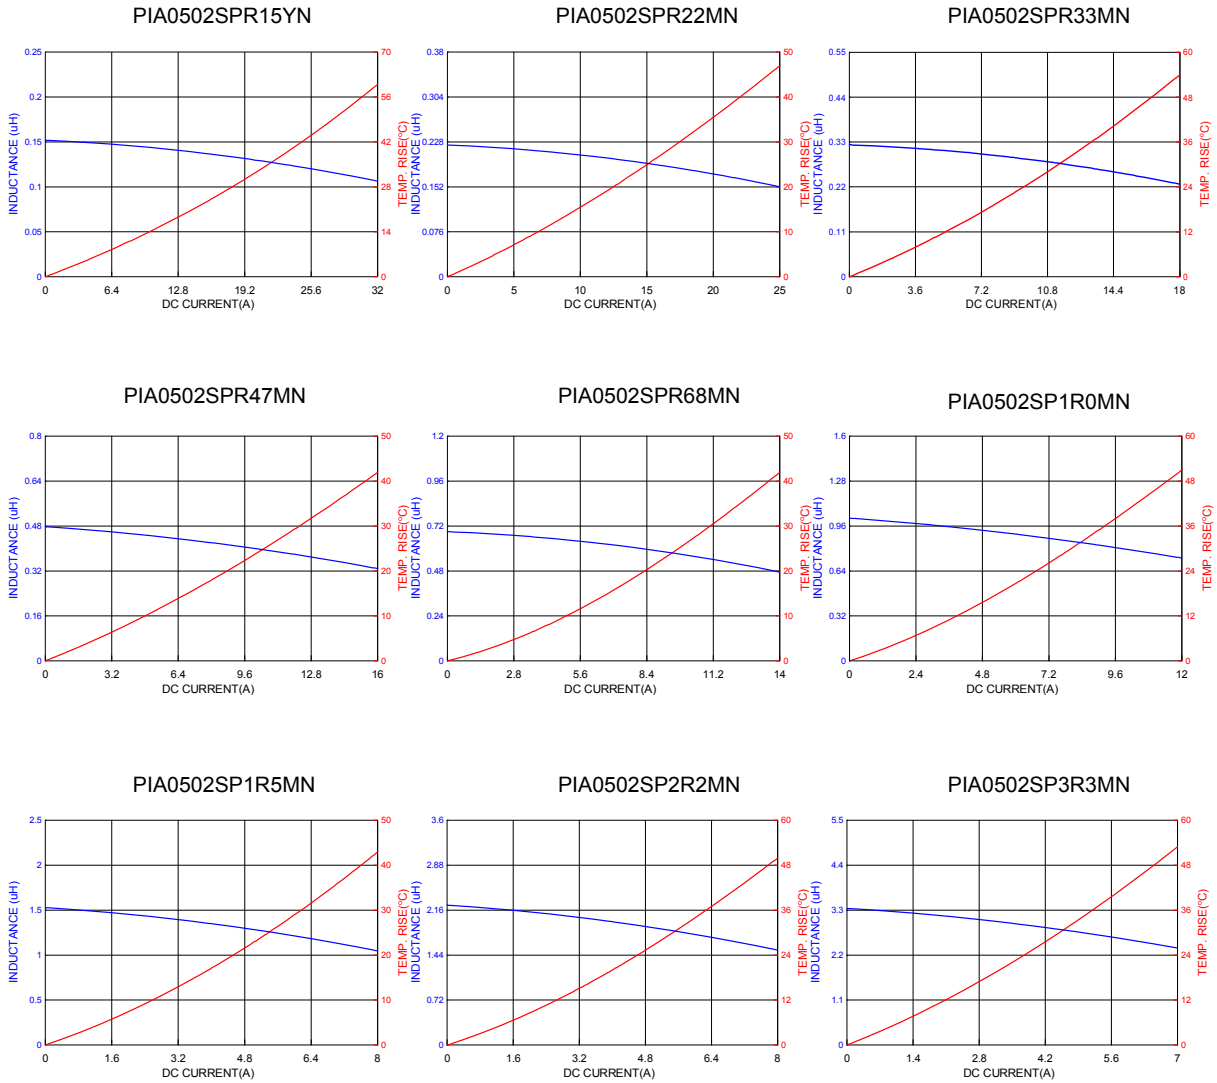 PIA0502SPR15YN
PIA0502SPR22MN
PIA0502SPR33MN
INDUCTANCE (uH)
0.25
0.2
0.15
0.1
0.05
0
70
56
42
28
14
0
TEMP. RISE(ºC)
0 6.4 12.8 19.2 25.6 32
DC CURRENT(A)
INDUCTANCE (uH)
0.38
0.304
0.228
0.152
0.076
0
50
40
30
20
10
0
TEMP. RISE(ºC)
0 5 10 15 20 25
DC CURRENT(A)
INDUCTANCE (uH)
0.55
0.44
0.33
0.22
0.11
0
60
48
36
24
12
0
TEMP. RISE(ºC)
0 3.6 7.2 10.8 14.4 18
DC CURRENT(A)
PIA0502SPR47MN
PIA0502SPR68MN
PIA0502SP1R0MN
INDUCTANCE (uH)
0.8
0.64
0.48
0.32
0.16
0
50
40
30
20
10
0
TEMP. RISE(ºC)
0 3.2 6.4 9.6 12.8 16
DC CURRENT(A)
INDUCTANCE (uH)
1.2
0.96
0.72
0.48
0.24
0
50
40
30
20
10
0
TEMP. RISE(ºC)
0 2.8 5.6 8.4 11.2 14
DC CURRENT(A)
INDUCTANCE (uH)
1.6
1.28
0.96
0.64
0.32
0
60
48
36
24
12
0
TEMP. RISE(ºC)
0 2.4 4.8 7.2 9.6 12
DC CURRENT(A)
PIA0502SP1R5MN
PIA0502SP2R2MN
PIA0502SP3R3MN
INDUCTANCE (uH)
2.5
2
1.5
1
0.5
0
50
40
30
20
10
0
TEMP. RISE(ºC)
0 1.6 3.2 4.8 6.4 8
DC CURRENT(A)
INDUCTANCE (uH)
3.6
2.88
2.16
1.44
0.72
0
60
48
36
24
12
0
TEMP. RISE(ºC)
0 1.6 3.2 4.8 6.4 8
DC CURRENT(A)
INDUCTANCE (uH)
5.5
4.4
3.3
2.2
1.1
0
60
48
36
24
12
0
TEMP. RISE(ºC)
0 1.4 2.8 4.2 5.6 7
DC CURRENT(A)